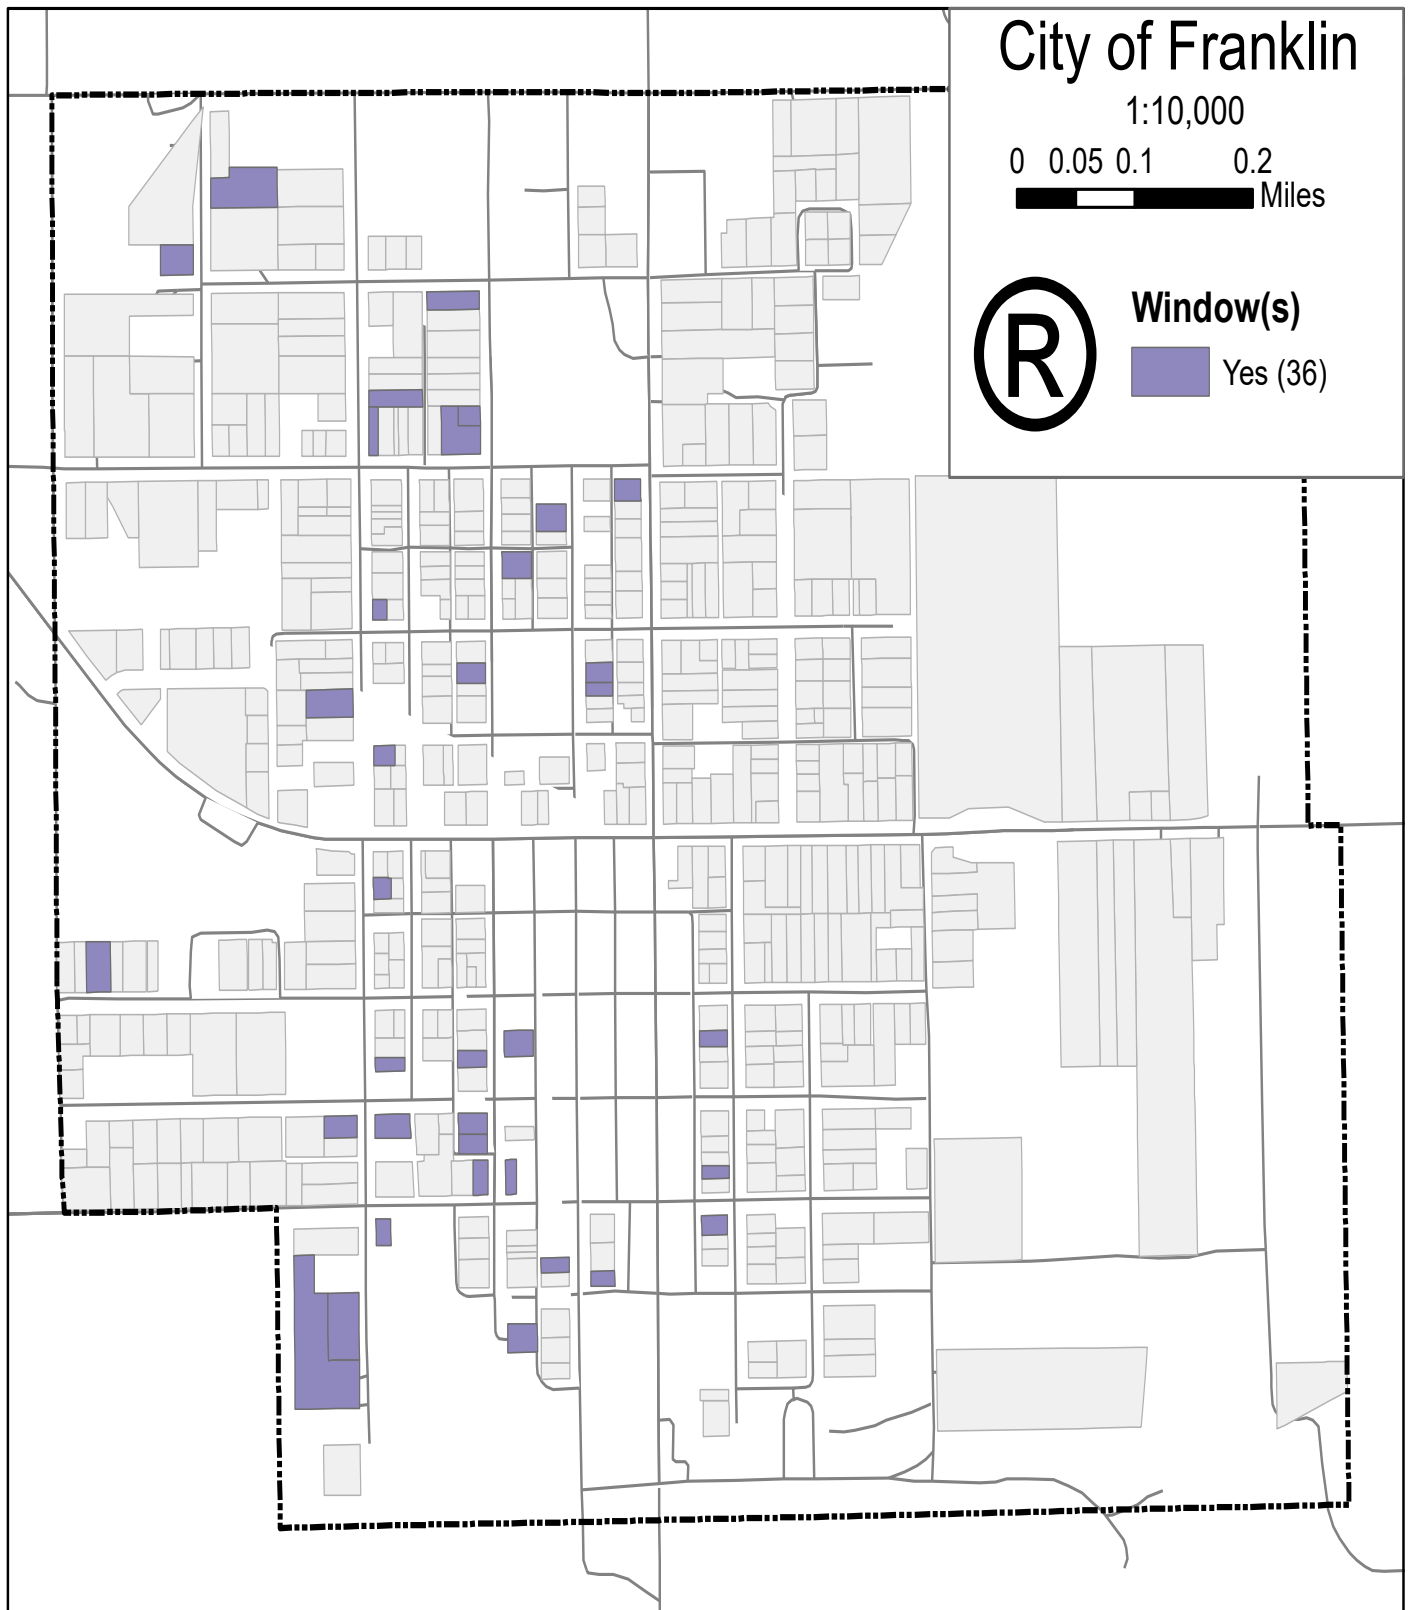 City of Franklin
1:10,000
0 0.05 0.1 0.2
Miles
R
Window(s)
Yes (36)